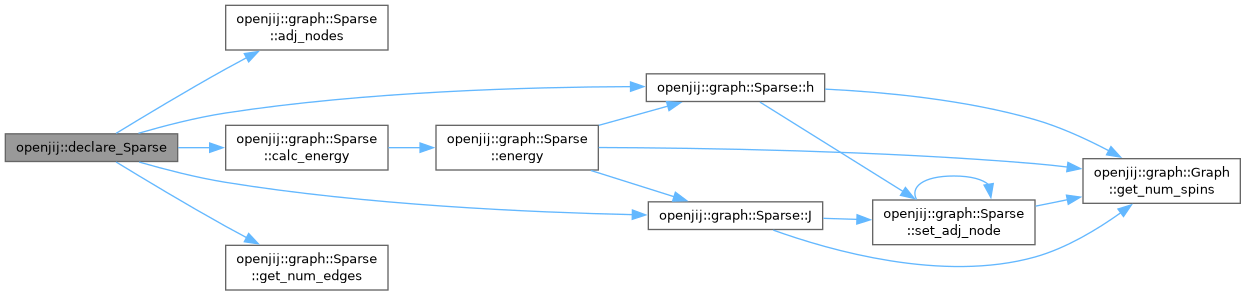 openjij::declare_Sparse
openjij::graph::Sparse
::adj_nodes
openjij::graph::Sparse::h
openjij::graph::Sparse
::calc_energy
openjij::graph::Sparse
::energy
openjij::graph::Graph
::get_num_spins
openjij::graph::Sparse::J
openjij::graph::Sparse
::set_adj_node
openjij::graph::Sparse
::get_num_edges